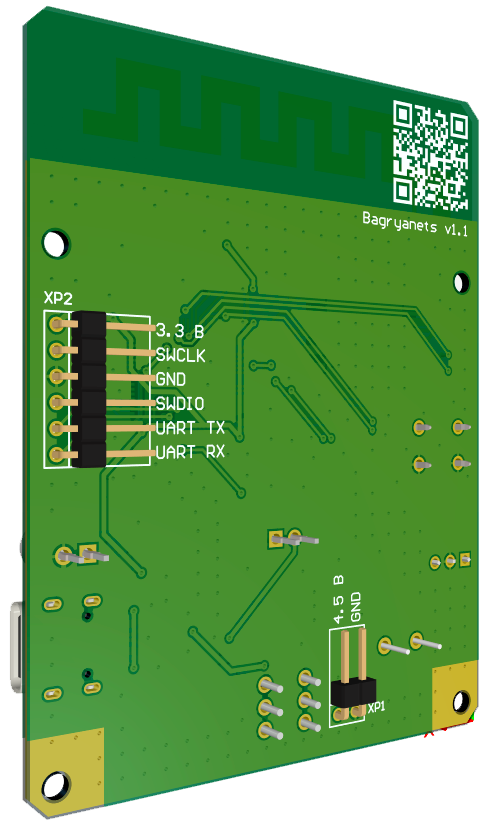 Bagryanets v1.1
XP2
3.3 В
SWCLK
GND
SWDIO
UART TX
UART RX
4.5 В
GND
XP1